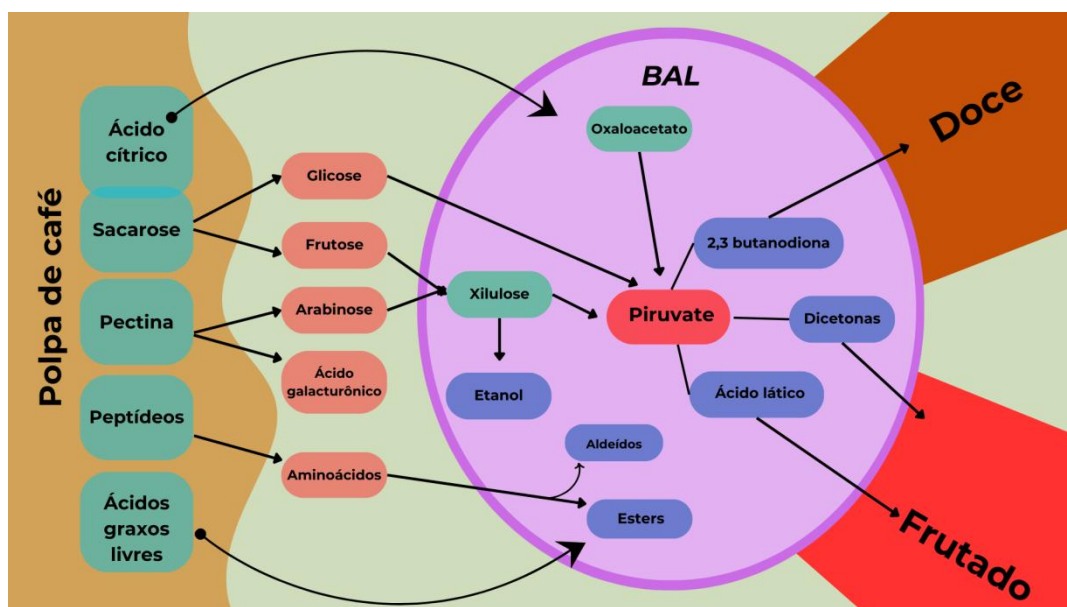 Polpa de café
Ácido
cítrico
Sacarose
Pectina
Peptídeos
Ácidos
graxos
livres
Glicose
Frutose
Arabinose
Ácido
galacturônico
Aminoácidos
BAL
Oxaloacetato
Xilulose
Etanol
Piruvate
2,3 butanodiona
Dicetonas
Ácido lático
Aldeídos
Esters
Doce
Frutado